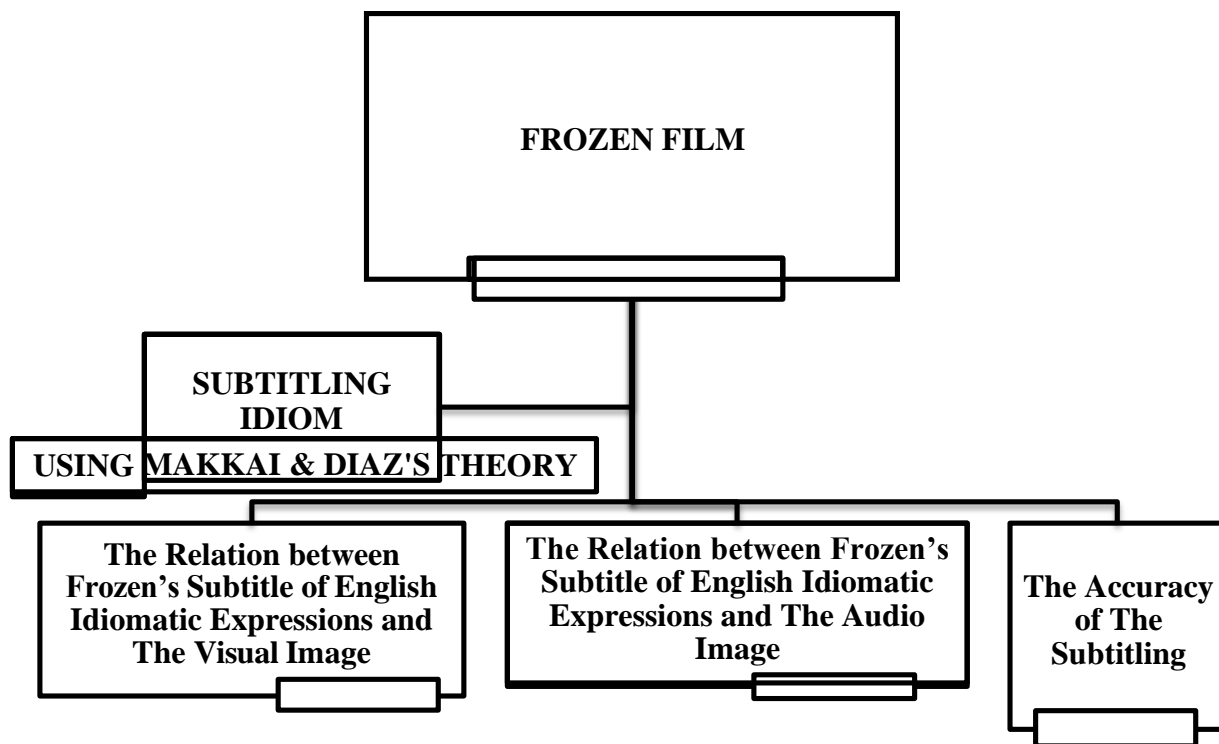 FROZEN FILM
SUBTITLING
IDIOM
USING MAKKAI & DIAZ'S THEORY
The Relation between
Frozen’s Subtitle of English
Idiomatic Expressions and
The Visual Image
The Relation between Frozen’s
Subtitle of English Idiomatic
Expressions and The Audio
Image
The Accuracy
of The
Subtitling